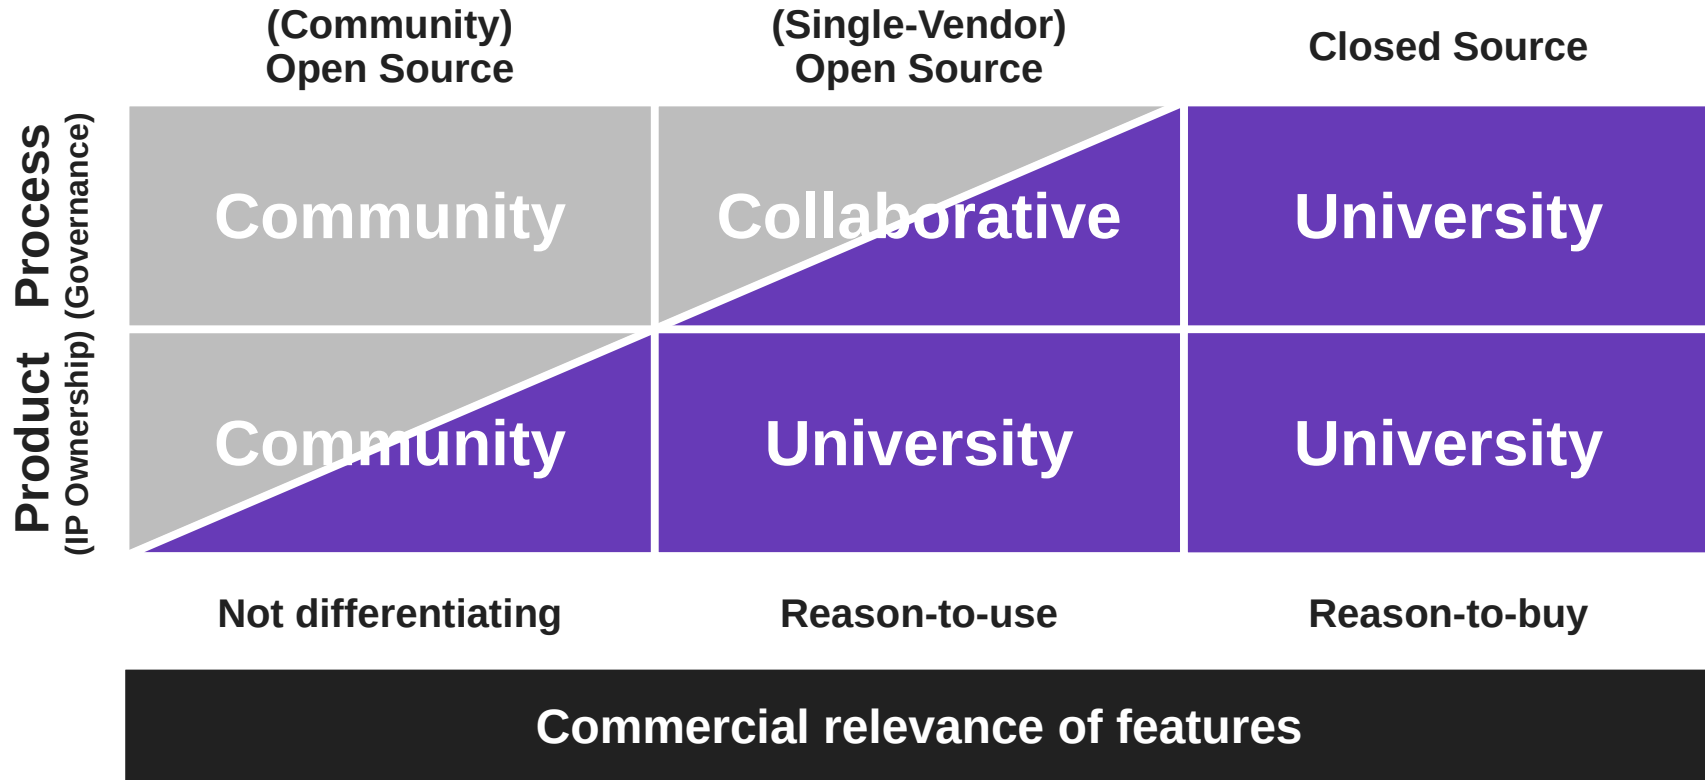 (Community)
Open Source
(Single-Vendor)
Open Source
Closed Source
Process
(Governance)
Community
Collaborative
University
Product
(IP Ownership)
Community
University
University
Not differentiating
Reason-to-use
Reason-to-buy
Commercial relevance of features